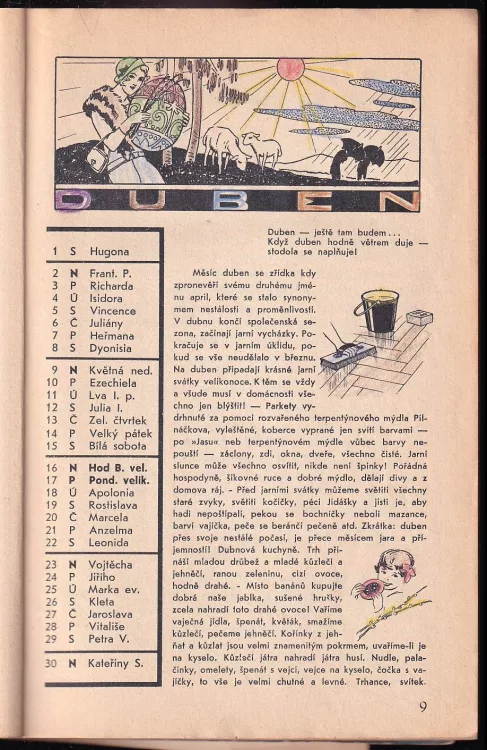 DUBEN
Duben — ještě tam budem...
Když duben hodně větrem duje —
stodola se naplňuje!
1 S Hugona
2 N Frant. P.
3 P Richarda
4 Ú Isidora
5 S Vincence
6 Č Juliány
7 P Heřmana
8 S Dyonisia
9 N Květná ned.
10 P Ezechiela
11 Ú Lva I. p.
12 S Julia I.
13 Č Zel. čtvrtek
14 P Velký pátek
15 S Bílá sobota
16 N Hod B. vel.
17 P Pond. velik.
18 Ú Apolonia
19 S Rostislava
20 Č Marcela
21 P Anzelma
22 S Leonida
23 N Vojtěcha
24 P Jiřího
25 Ú Marka ev.
26 S Kleta
27 Č Jaroslava
28 P Vitališe
29 S Petra V.
30 N Kateřiny S.
Měsíc duben se zřídka kdy
zpronevěří svému druhému jmé-
nu april, které se stalo synony-
mem nestálosti a proměnlivosti.
V dubnu končí společenská se-
zona, začínají jarní vycházky. Po-
kračuje se v jarním úklidu, po-
kud se vše neudělalo v březnu.
Na duben připadají krásné jarní
svátky velikonoce. K těm se vždy
a všude musí v domácnosti vše-
chno jen blýštit! — Parkety vy-
drhnuté za pomoci rozvařeného terpentýnového mýdla Pil-
náčkova, vyleštěné, koberce vyprané jen svítí barvami —
po »Jasu« neb terpentýnovém mýdle vůbec barvy ne-
pouští — záclony, zdi, okna, dveře, všechno čisté. Jarní
slunce může všechno osvítit, nikde není špinky! Pořádná
hospodyně, šikovné ruce a dobré mýdlo, dělají divy a z
domova ráj. - Před jarními svátky můžeme světiti všechny
staré zvyky, světiti kočičky, péci Jidášky a jísti je, aby
hadi nepoštípali, pekou se bochníčky neboli mazance,
barví vajíčka, peče se beránčí pečeně atd. Zkrátka: duben
přes svoje nestálé počasí, je přece měsícem jara a pří-
jemností! Dubnová kuchyně. Trh při-
náší mladou drůbež a mladé kůzlečí a
jehněčí, ranou zeleninu, cizí ovoce,
hodně drahé. - Místo banánů kupujte
dobrá naše jablka, sušené hrušky,
zcela nahradí toto drahé ovoce! Vaříme
vaječná jídla, špenát, květák, smažíme
kůzlečí, pečeme jehněčí. Kořínky z jeh-
ňat a kůzlat jsou velmi znamenitým pokrmem, uvaříme-li je
na kyselo. Kůzlečí játra nahradí játra husí. Nudle, pala-
činky, omelety, špenát s vejci, vejce na kyselo, čočka s va-
jíčky, to vše je velmi chutné a levné. Trhance, svítek.
9